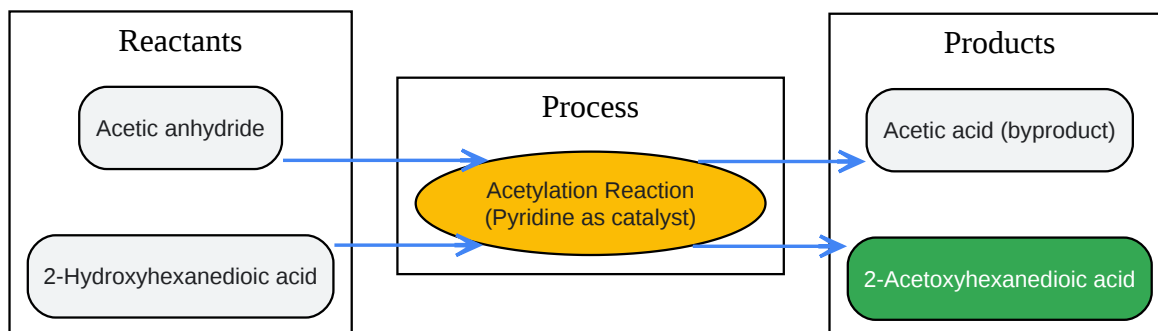 Reactants
Acetic anhydride
2-Hydroxyhexanedioic acid
Process
Acetylation Reaction
(Pyridine as catalyst)
Products
Acetic acid (byproduct)
2-Acetoxyhexanedioic acid